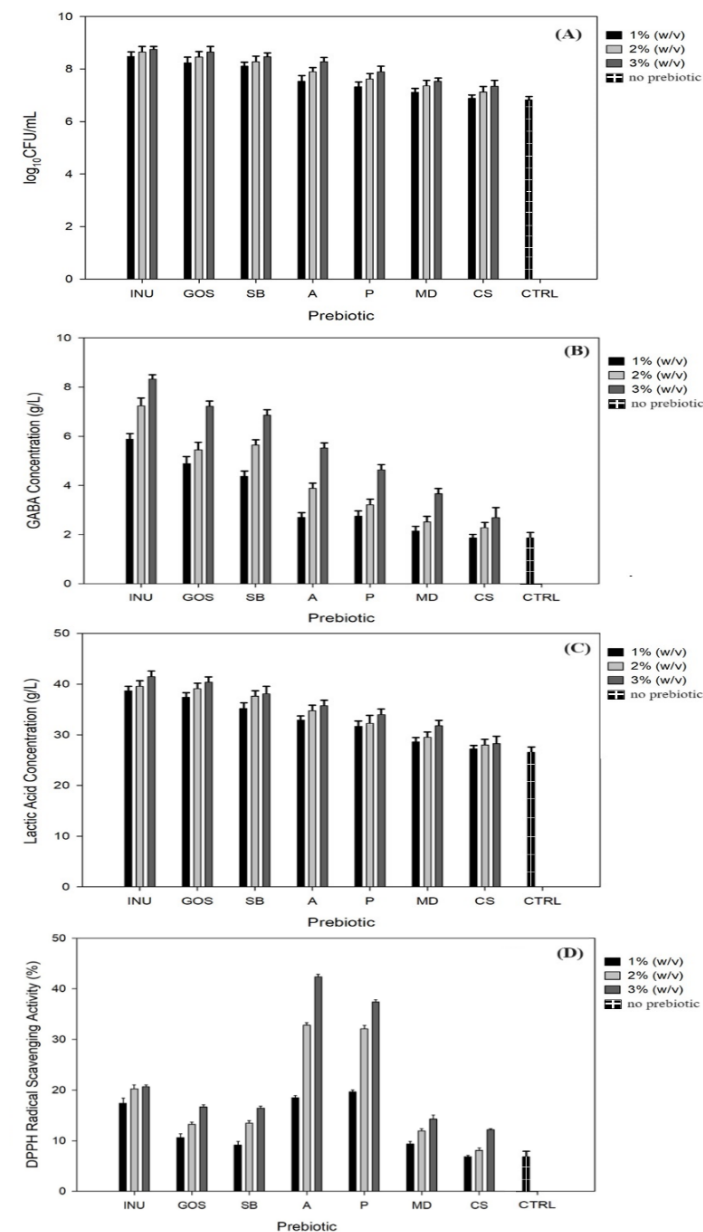 (A)
1% (w/v)
2% (w/v)
3% (w/v)
no prebiotic
log10CFU/mL
10
8
6
4
2
0
INU GOS SB A P MD CS CTRL
Prebiotic
(B)
1% (w/v)
2% (w/v)
3% (w/v)
no prebiotic
GABA Concentration (g/L)
10
8
6
4
2
0
INU GOS SB A P MD CS CTRL
Prebiotic
(C)
1% (w/v)
2% (w/v)
3% (w/v)
no prebiotic
Lactic Acid Concentration (g/L)
50
40
30
20
10
0
INU GOS SB A P MD CS CTRL
Prebiotic
(D)
1% (w/v)
2% (w/v)
3% (w/v)
no prebiotic
DPPH Radical Scavenging Activity (%)
50
40
30
20
10
0
INU GOS SB A P MD CS CTRL
Prebiotic